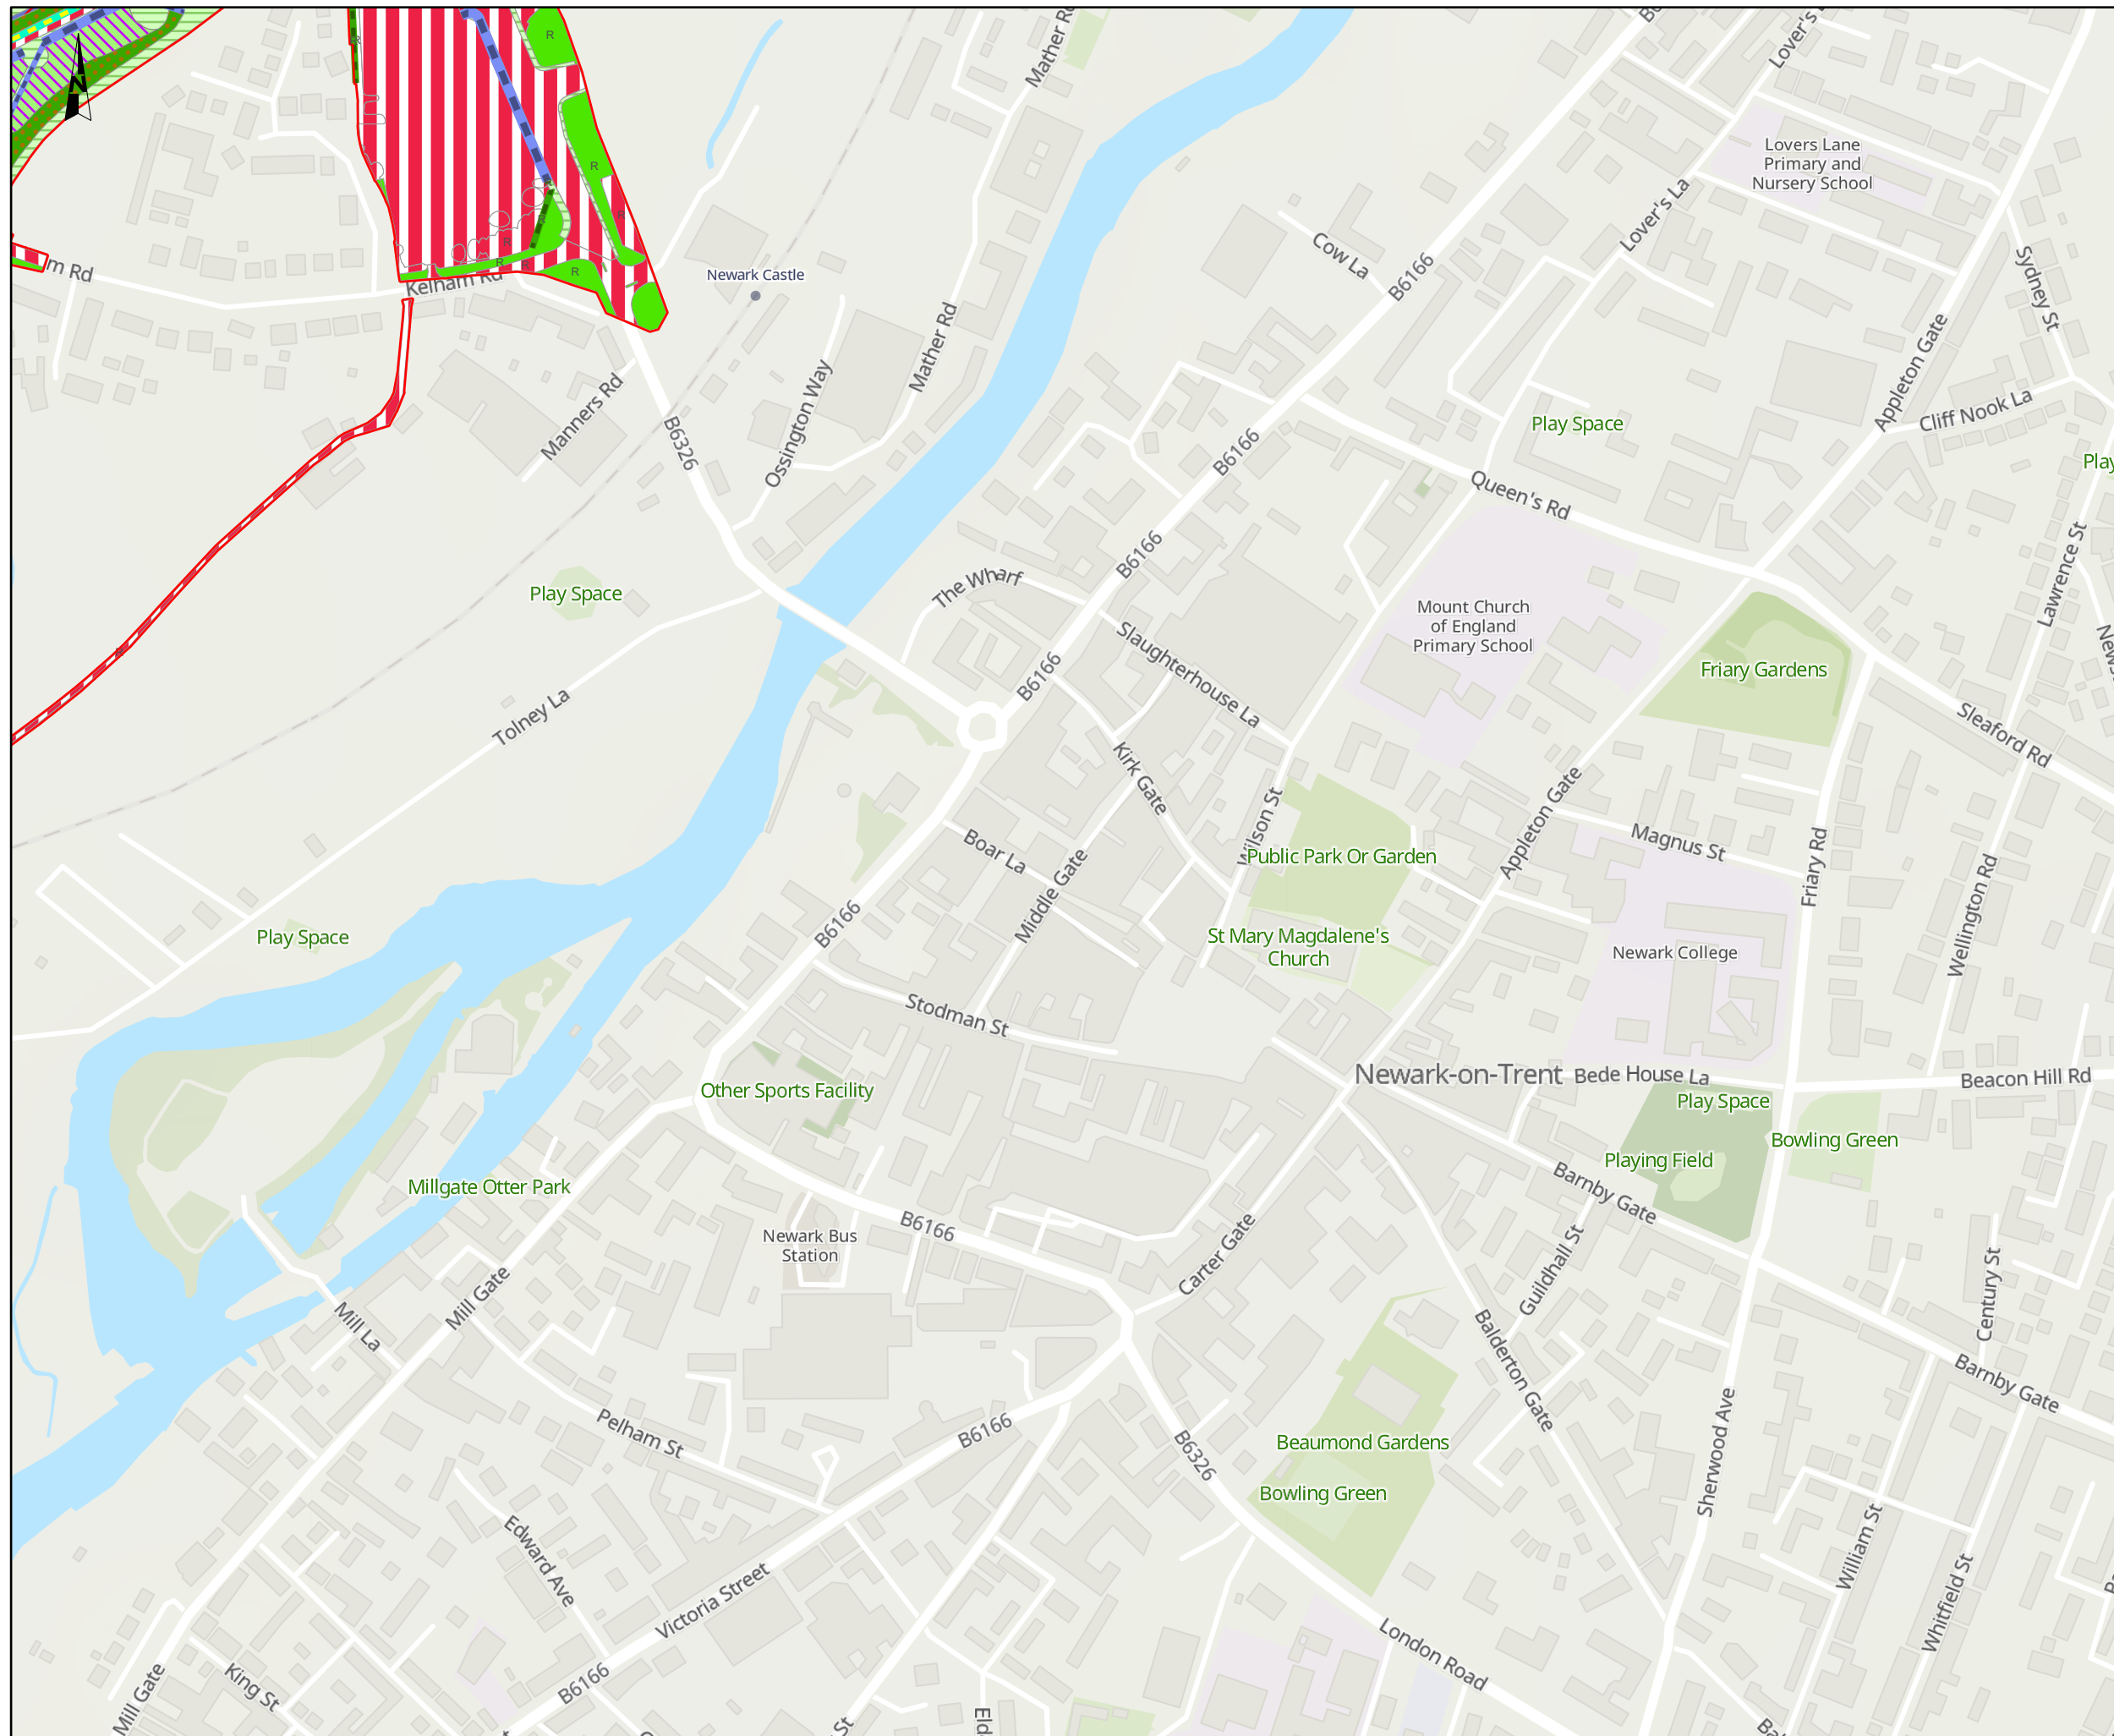 N
R
R
R
R
R
R
R
R
R
R
m Rd
Kelham Rd
Newark Castle
Mather Rd
Mather Rd
Ossington Way
Manners Rd
B6326
Lover's
Lovers Lane
Primary and
Nursery School
Lover's La
Cow La
B6166
Sydney St
Appleton Gate
Cliff Nook La
Play Space
Play
Queen's Rd
B6166
B6166
Lawrence St
The Wharf
Play Space
Slaughterhouse La
Mount Church
of England
Primary School
Friary Gardens
B6166
Tolney La
Sleaford Rd
Kirk Gate
Wilson St
Appleton Gate
Magnus St
Boar La
Middle Gate
Public Park Or Garden
Friary Rd
Wellington Rd
B6166
Play Space
St Mary Magdalene's
Church
Newark College
Stodman St
Newark-on-Trent
Bede House La
Beacon Hill Rd
Other Sports Facility
Play Space
Bowling Green
Playing Field
Millgate Otter Park
Barnby Gate
B6166
Newark Bus
Station
Carter Gate
Guildhall St
Century St
Mill Gate
Mill La
Balderton Gate
Barnby Gate
Pelham St
B6166
B6326
Beaumond Gardens
Sherwood Ave
Bowling Green
Edward Ave
William St
Whitfield St
Victoria Street
London Road
King St
B6166
Mill Gate
St
Eld